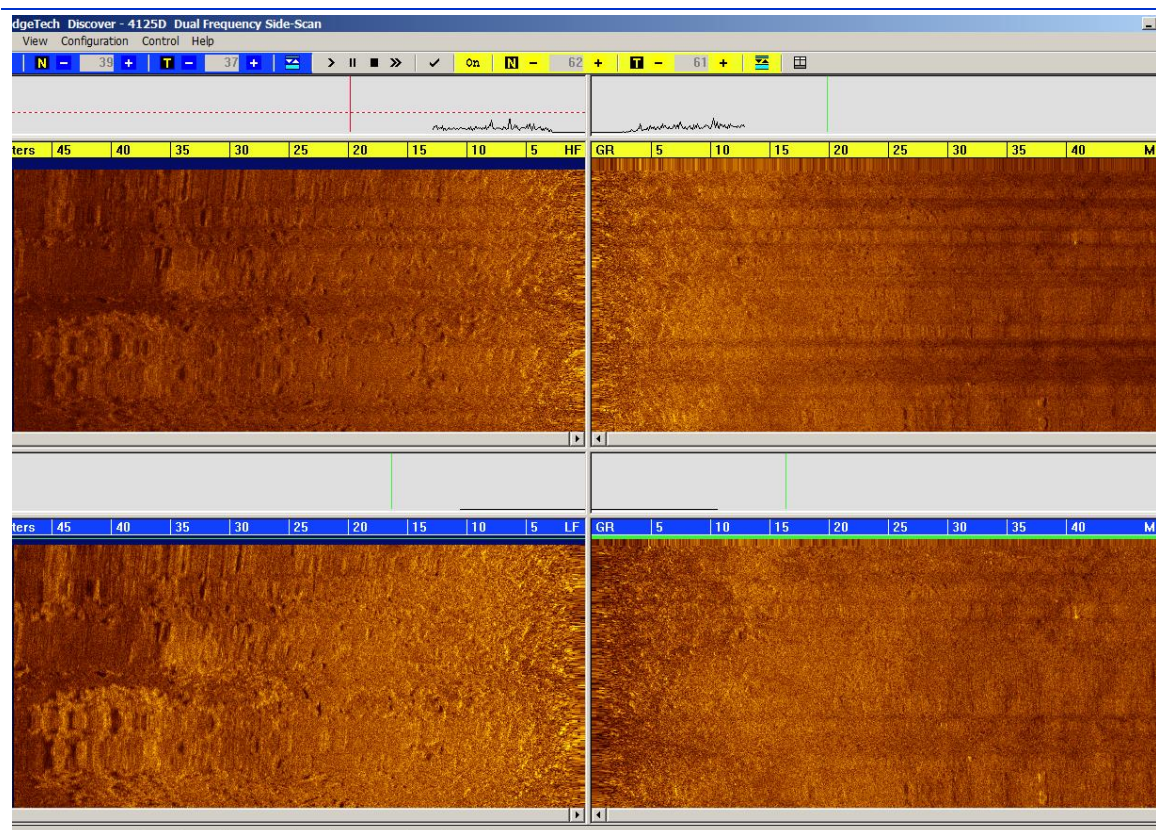 dgeTech Discover - 4125D Dual Frequency Side-Scan
View Configuration Control Help
N - 39 + T - 37 + On N - 62 + T - 61 +
ters 45 40 35 30 25 20 15 10 5 HF GR 5 10 15 20 25 30 35 40 M
ters 45 40 35 30 25 20 15 10 5 LF GR 5 10 15 20 25 30 35 40 M